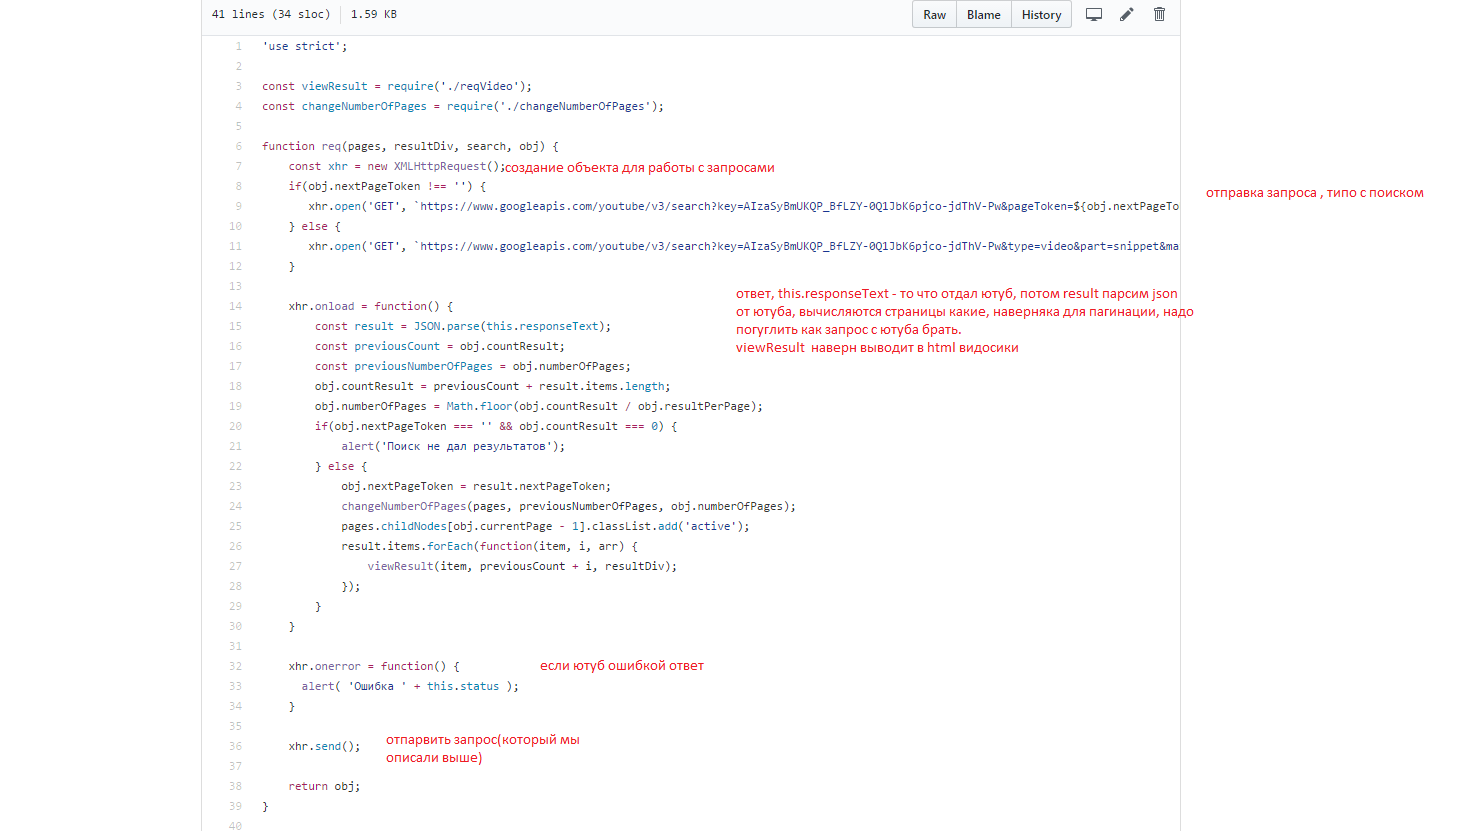 41 lines (34 sloc) 1.59 KB Raw Blame History
1 'use strict';
2
3 const viewResult = require('./reqVideo');
4 const changeNumberOfPages = require('./changeNumberOfPages');
5
6 function req(pages, resultDiv, search, obj) {
7 const xhr = new XMLHttpRequest();создание объекта для работы с запросами
8 if(obj.nextPageToken !== '') {
отправка запроса , типо с поиском
9 xhr.open('GET', `https://www.googleapis.com/youtube/v3/search?key=AIzaSyBmUKQP_BfLZY-0Q1JbK6pjco-jdThV-Pw&pageToken=${obj.nextPageTo
10 } else {
11 xhr.open('GET', `https://www.googleapis.com/youtube/v3/search?key=AIzaSyBmUKQP_BfLZY-0Q1JbK6pjco-jdThV-Pw&type=video&part=snippet&ma
12 }
13
ответ, this.responseText - то что отдал ютуб, потом result парсим json
от ютуба, вычисляются страницы какие, наверняка для пагинации, надо
погуглить как запрос с ютуба брать.
viewResult наверн выводит в html видосики
14 xhr.onload = function() {
15 const result = JSON.parse(this.responseText);
16 const previousCount = obj.countResult;
17 const previousNumberOfPages = obj.numberOfPages;
18 obj.countResult = previousCount + result.items.length;
19 obj.numberOfPages = Math.floor(obj.countResult / obj.resultPerPage);
20 if(obj.nextPageToken === '' && obj.countResult === 0) {
21 alert('Поиск не дал результатов');
22 } else {
23 obj.nextPageToken = result.nextPageToken;
24 changeNumberOfPages(pages, previousNumberOfPages, obj.numberOfPages);
25 pages.childNodes[obj.currentPage - 1].classList.add('active');
26 result.items.forEach(function(item, i, arr) {
27 viewResult(item, previousCount + i, resultDiv);
28 });
29 }
30 }
31
32 xhr.onerror = function() { если ютуб ошибкой ответ
33 alert( 'Ошибка ' + this.status );
34 }
35
36 xhr.send(); отпарвить запрос(который мы
описали выше)
37
38 return obj;
39 }
40